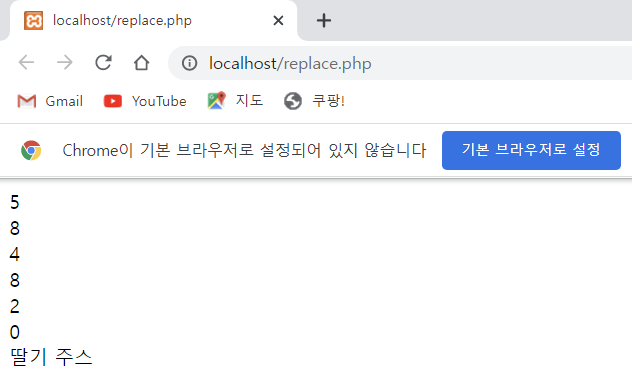 localhost/replace.php
localhost/replace.php
Gmail YouTube 지도 쿠팡!
Chrome이 기본 브라우저로 설정되어 있지 않습니다 기본 브라우저로 설정
5
8
4
8
2
0
딸기 주스